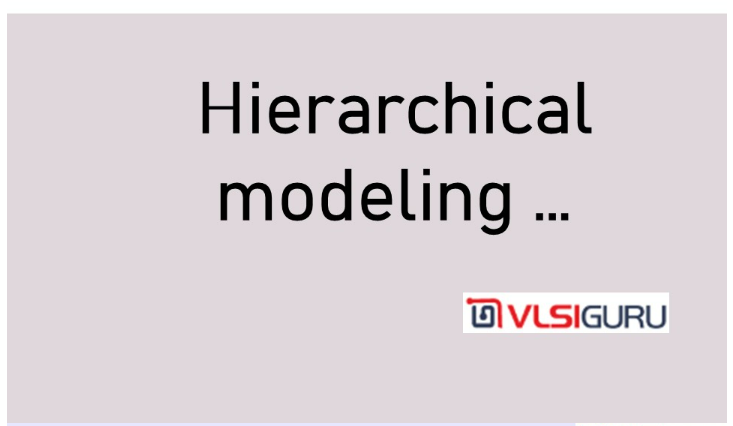 Hierarchical
modeling ...
VLSIGURU